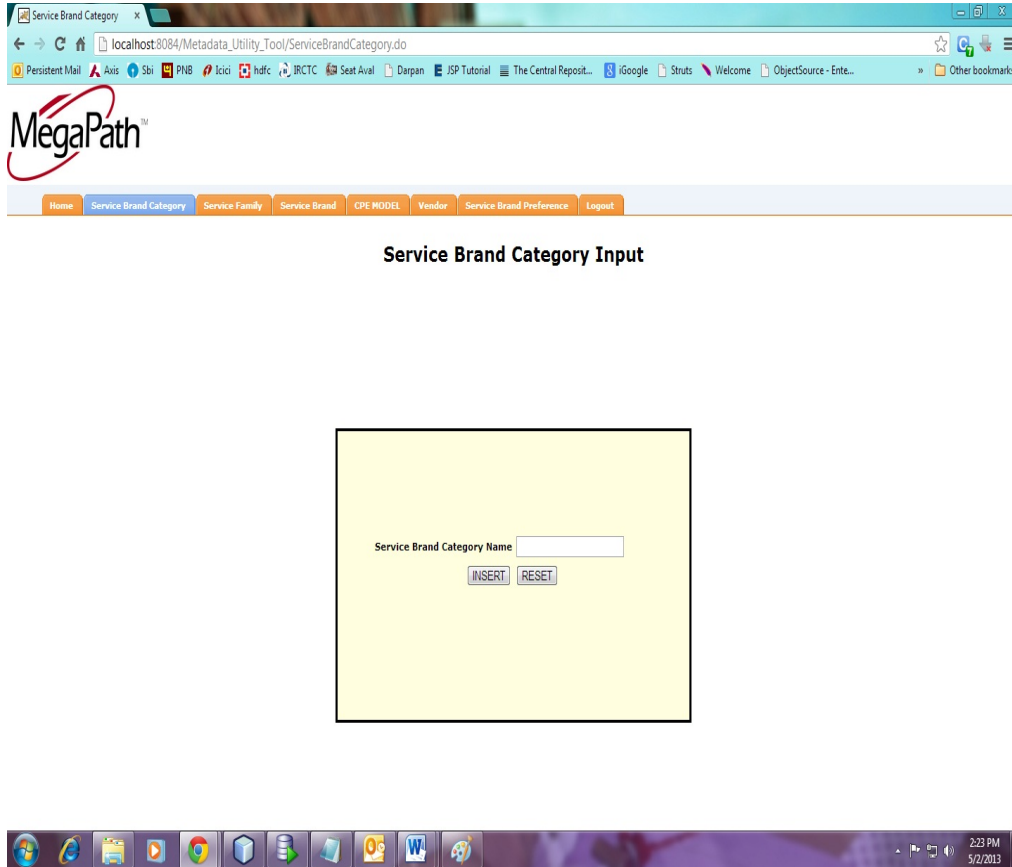 Service Brand Category
localhost:8084/Metadata_Utility_Tool/ServiceBrandCategory.do
Persistent Mail Axis Sbi PNB Icici hdfc IRCTC Seat Aval Darpan JSP Tutorial The Central Reposit... iGoogle Struts Welcome ObjectSource - Ente... » Other bookmark
MegaPath™
Home Service Brand Category Service Family Service Brand CPE MODEL Vendor Service Brand Preference Logout
Service Brand Category Input
Service Brand Category Name
INSERT RESET
2:23 PM
5/2/2013